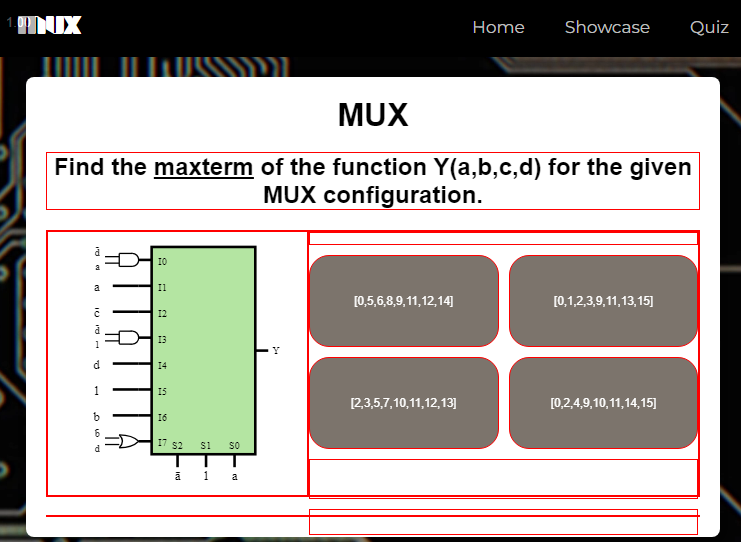 1.00
MUX
Home Showcase Quiz
MUX
Find the maxterm of the function Y(a,b,c,d) for the given
MUX configuration.
d̄
a
I0
a
I1
c̄
I2
d̄
1
I3
d
I4
1
I5
b
I6
d
I7
S2 S1 S0
Y
ā 1 a
[0,5,6,8,9,11,12,14]
[0,1,2,3,9,11,13,15]
[2,3,5,7,10,11,12,13]
[0,2,4,9,10,11,14,15]